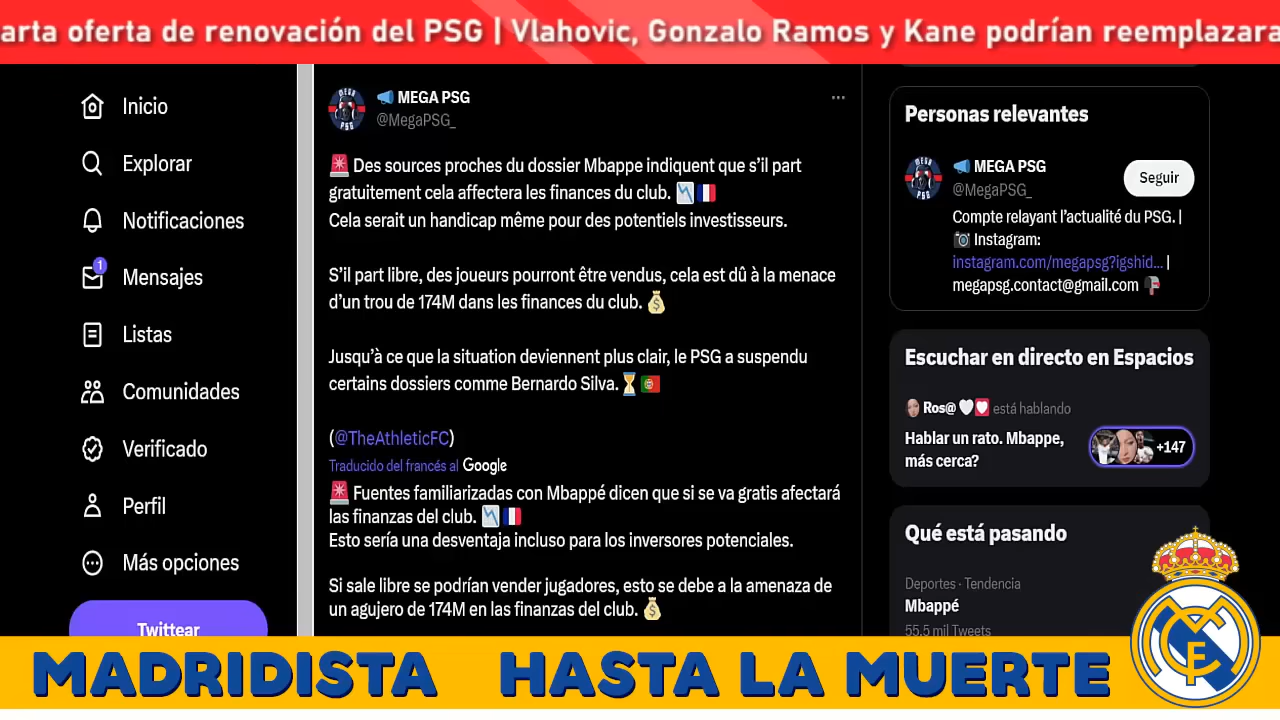 arta oferta de renovación del PSG | Vlahovic, Gonzalo Ramos y Kane podrían reemplazara
Inicio
Explorar
Notificaciones
1
Mensajes
Listas
Comunidades
Verificado
Perfil
Más opciones
Twittear
MEGA PSG
@MegaPSG_
Des sources proches du dossier Mbappe indiquent que s'il part
gratuitement cela affectera les finances du club.
Cela serait un handicap même pour des potentiels investisseurs.
S'il part libre, des joueurs pourront être vendus, cela est dû à la menace
d'un trou de 174M dans les finances du club.
Jusqu'à ce que la situation deviennent plus clair, le PSG a suspendu
certains dossiers comme Bernardo Silva.
(@TheAthleticFC)
Traducido del francés al Google
Fuentes familiarizadas con Mbappé dicen que si se va gratis afectará
las finanzas del club.
Esto sería una desventaja incluso para los inversores potenciales.
Si sale libre se podrían vender jugadores, esto se debe a la amenaza de
un agujero de 174M en las finanzas del club.
Personas relevantes
MEGA PSG
@MegaPSG_
Seguir
Compte relayant l'actualité du PSG. |
Instagram:
instagram.com/megapsg?igshid... |
megapsg.contact@gmail.com
Escuchar en directo en Espacios
Ros@ está hablando
Hablar un rato. Mbappe,
más cerca?
+147
Qué está pasando
Deportes · Tendencia
Mbappé
55,5 mil Tweets
MADRIDISTA HASTA LA MUERTE